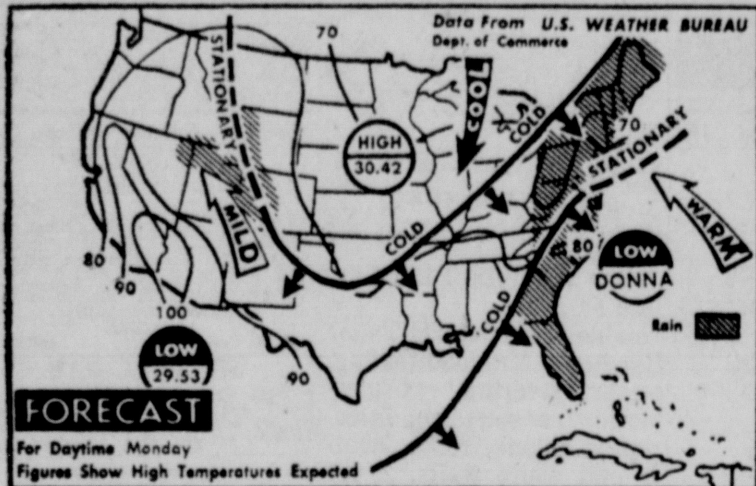 Data From U.S. WEATHER BUREAU
Dept. of Commerce
70
STATIONARY
COOL
COLD
HIGH
30.42
70
STATIONARY
MILD
COLD
WARM
80
80
LOW
DONNA
90
100
COLD
Rain
LOW
29.53
90
FORECAST
For Daytime Monday
Figures Show High Temperatures Expected